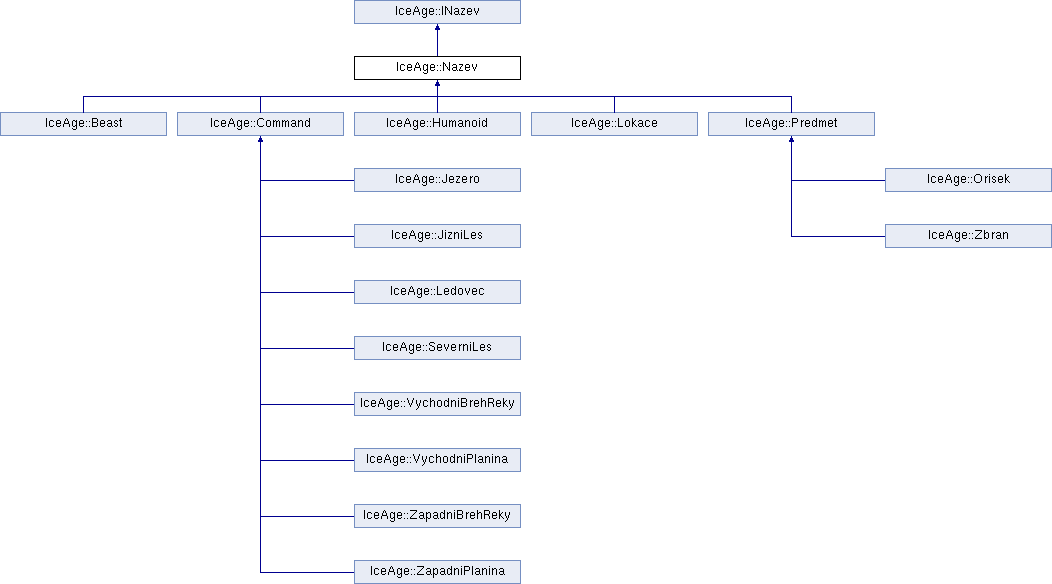 IceAge::INazev
IceAge::Nazev
IceAge::Beast
IceAge::Command
IceAge::Humanoid
IceAge::Lokace
IceAge::Predmet
IceAge::Jezero
IceAge::Orisek
IceAge::JizniLes
IceAge::Zbran
IceAge::Ledovec
IceAge::SeverniLes
IceAge::VychodniBrehReky
IceAge::VychodniPlanina
IceAge::ZapadniBrehReky
IceAge::ZapadniPlanina